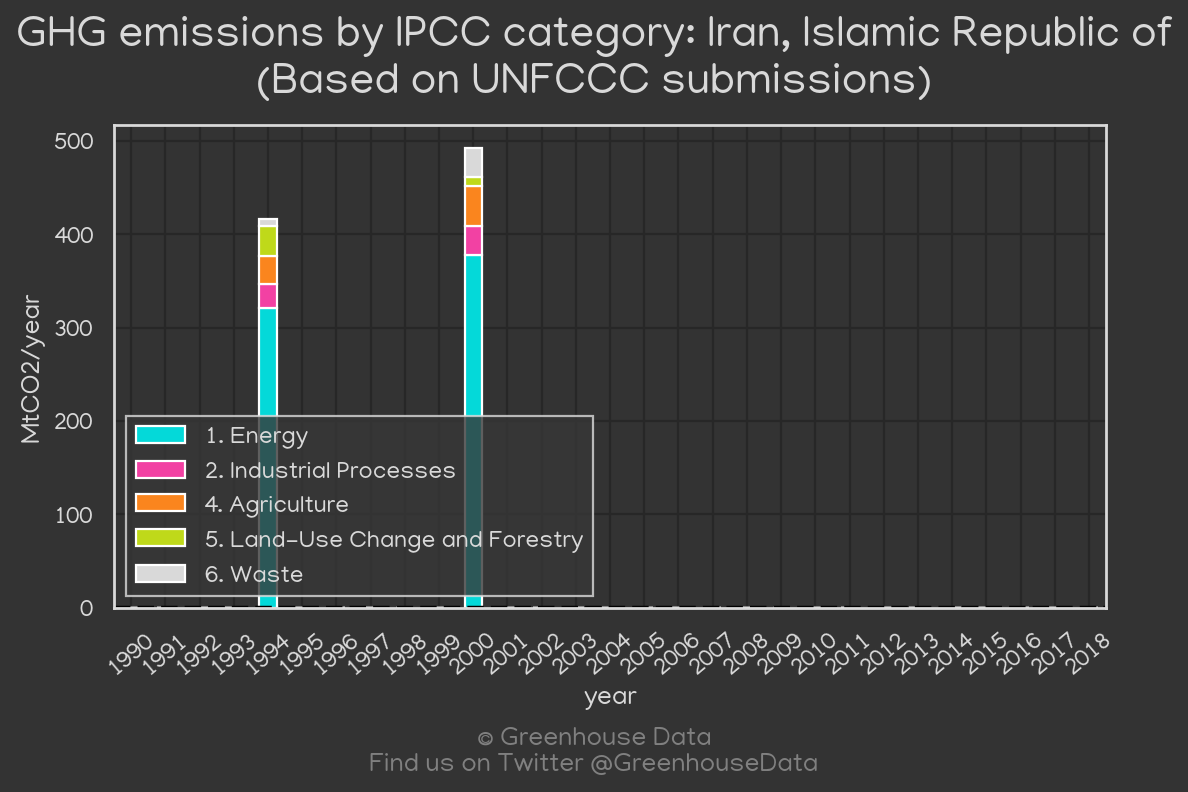 GHG emissions by IPCC category: Iran, Islamic Republic of
(Based on UNFCCC submissions)
500
400
300
200
100
0
MtCO2/year
1. Energy
2. Industrial Processes
4. Agriculture
5. Land-Use Change and Forestry
6. Waste
1990 1991 1992 1993 1994 1995 1996 1997 1998 1999 2000 2001 2002 2003 2004 2005 2006 2007 2008 2009 2010 2011 2012 2013 2014 2015 2016 2017 2018
year
© Greenhouse Data
Find us on Twitter @GreenhouseData